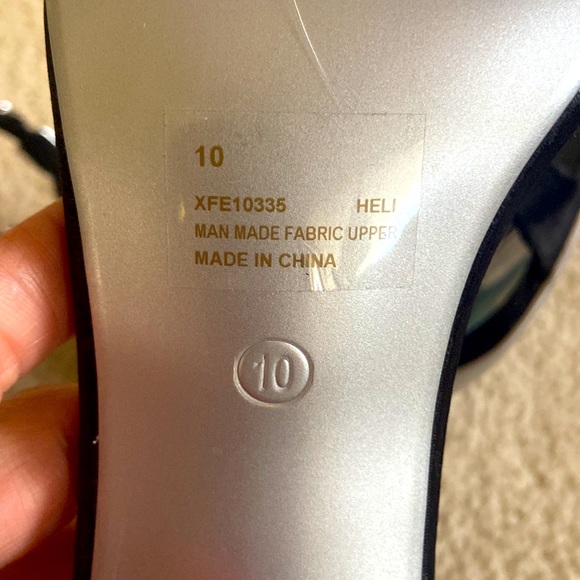 10
XFE10335 HELI
MAN MADE FABRIC UPPER
MADE IN CHINA
10